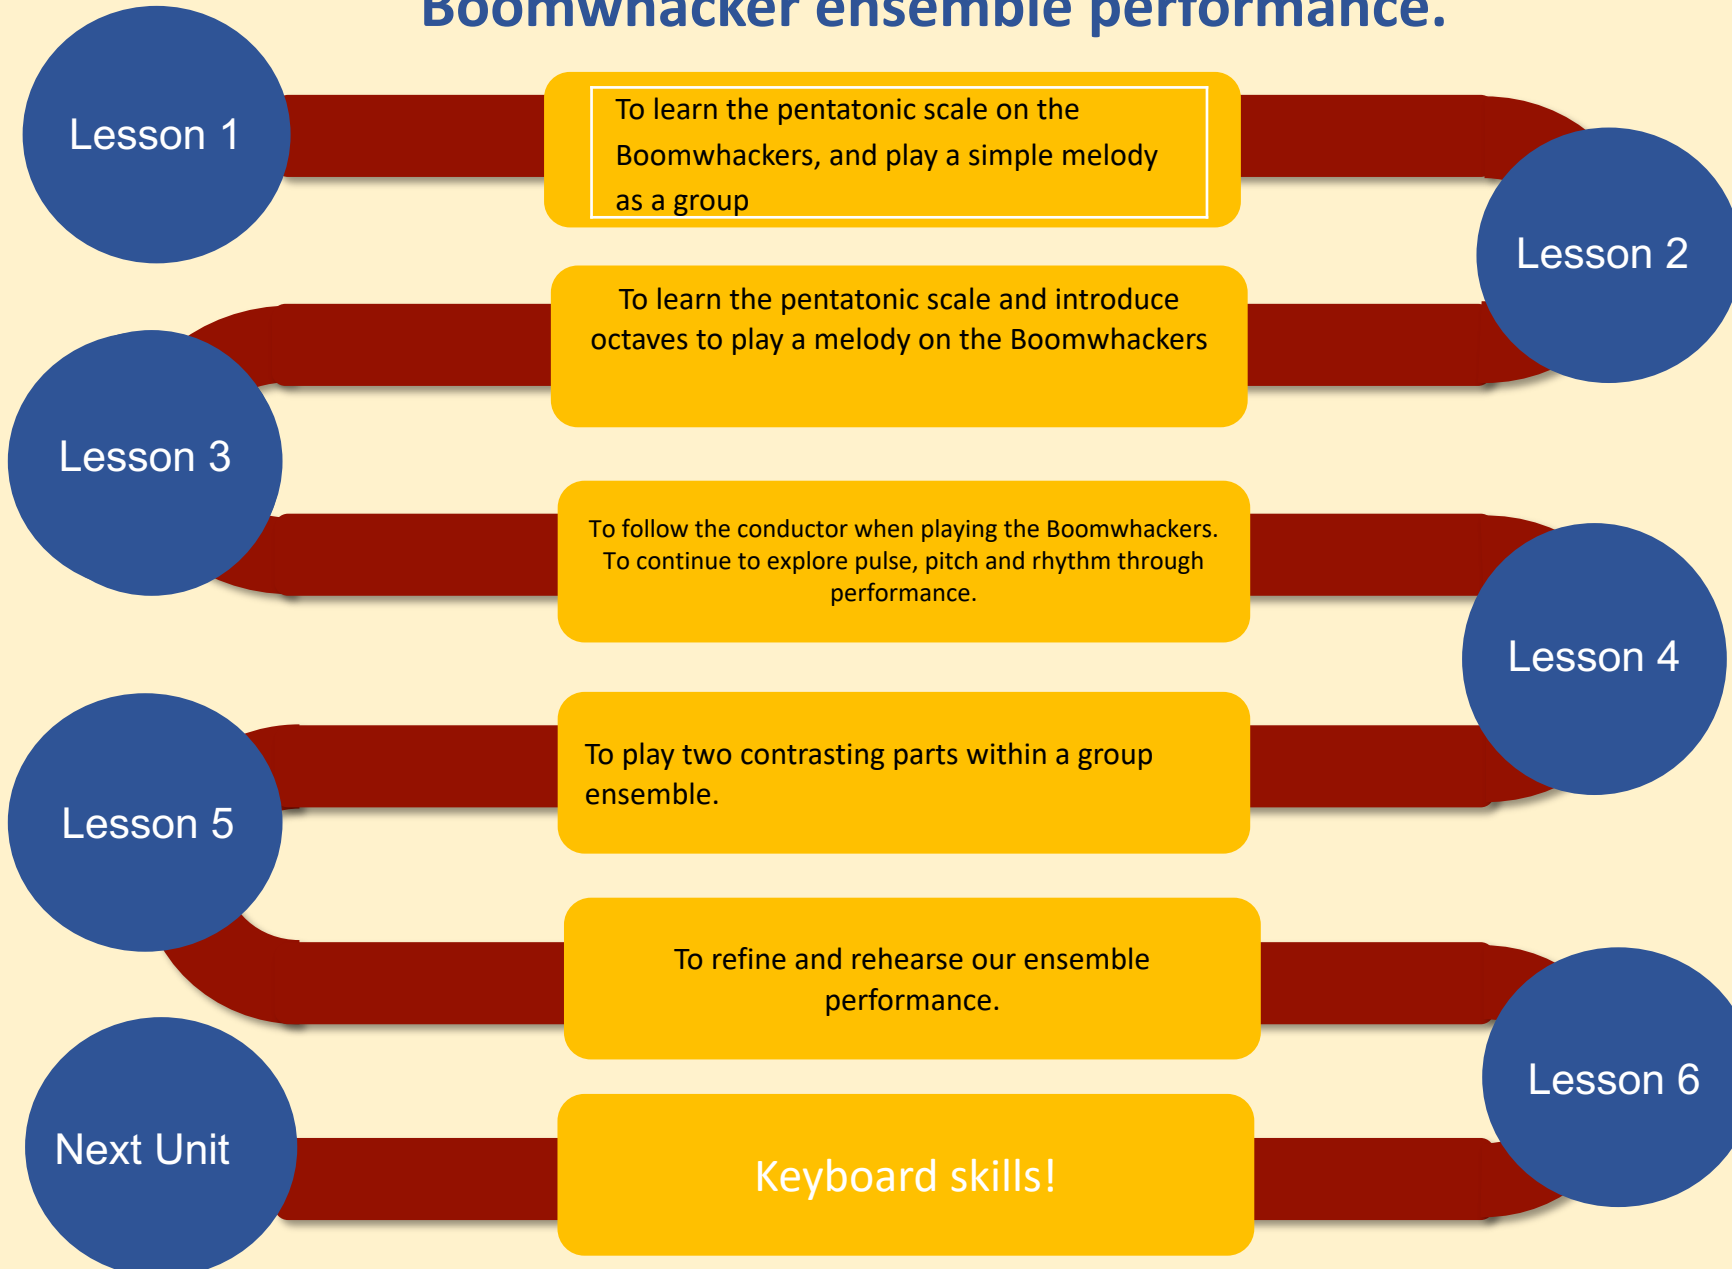 Boomwhacker ensemble performance.
Lesson 1
To learn the pentatonic scale on the
Boomwhackers, and play a simple melody
as a group
Lesson 2
To learn the pentatonic scale and introduce
octaves to play a melody on the Boomwhackers
Lesson 3
To follow the conductor when playing the Boomwhackers.
To continue to explore pulse, pitch and rhythm through
performance.
Lesson 4
To play two contrasting parts within a group
ensemble.
Lesson 5
To refine and rehearse our ensemble
performance.
Lesson 6
Next Unit
Keyboard skills!